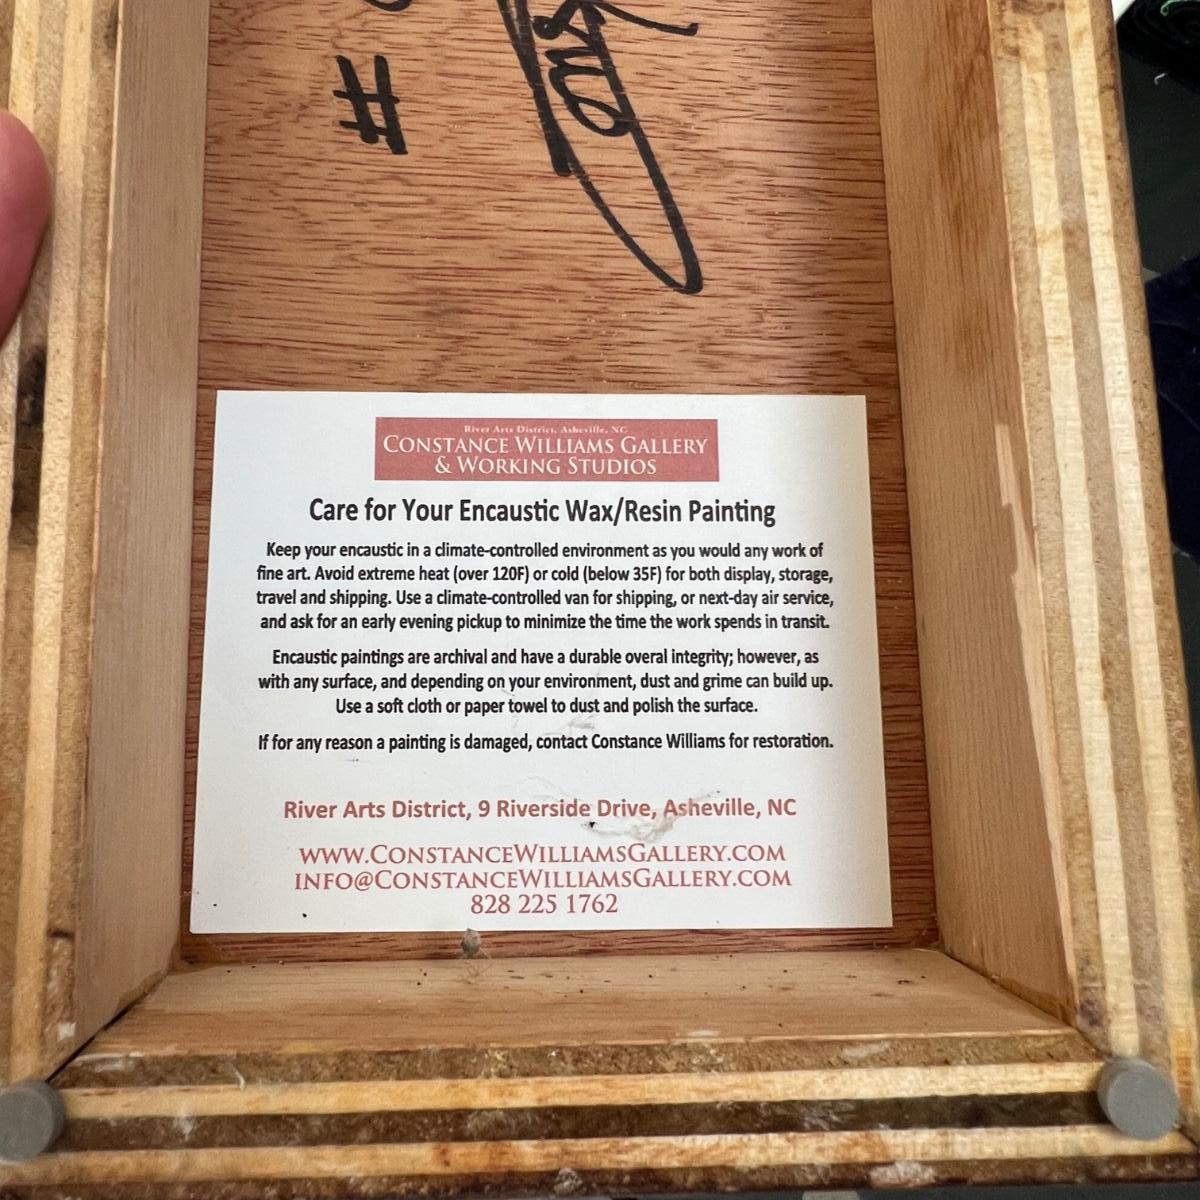 #
River Arts District, Asheville, NC
CONSTANCE WILLIAMS GALLERY
& WORKING STUDIOS
Care for Your Encaustic Wax/Resin Painting
Keep your encaustic in a climate-controlled environment as you would any work of
fine art. Avoid extreme heat (over 120F) or cold (below 35F) for both display, storage,
travel and shipping. Use a climate-controlled van for shipping, or next-day air service,
and ask for an early evening pickup to minimize the time the work spends in transit.
Encaustic paintings are archival and have a durable overal integrity; however, as
with any surface, and depending on your environment, dust and grime can build up.
Use a soft cloth or paper towel to dust and polish the surface.
If for any reason a painting is damaged, contact Constance Williams for restoration.
River Arts District, 9 Riverside Drive, Asheville, NC
WWW.CONSTANCEWILLIAMSGALLERY.COM
INFO@CONSTANCEWILLIAMSGALLERY.COM
828 225 1762